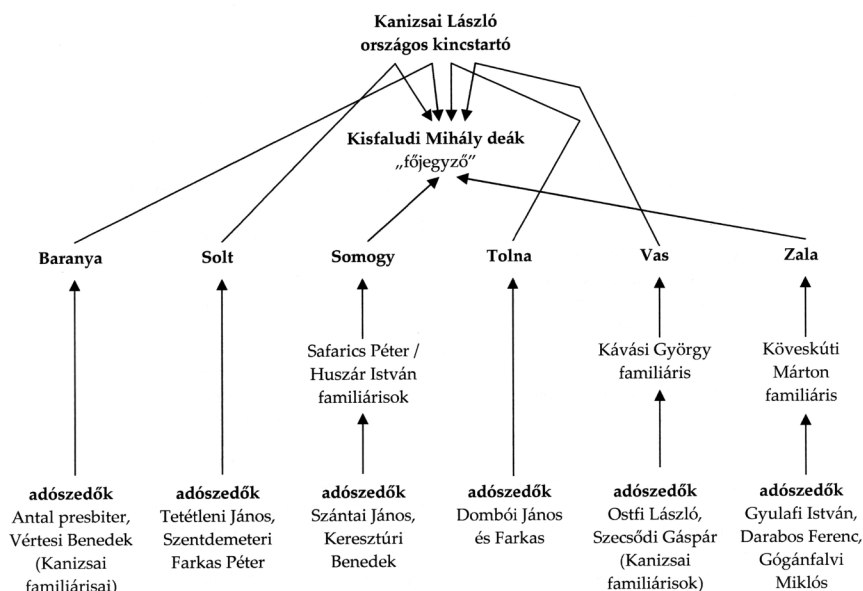 Kanizsai László
országos kincstartó
Kisfaludi Mihály deák
„főjegyző”
Baranya
Solt
Somogy
Tolna
Vas
Zala
Safarics Péter /
Huszár István
familiárisok
Kávási György
familiáris
Köveskúti
Márton
familiáris
adószedők
Antal presbiter,
Vértesi Benedek
(Kanizsai
familiárisai)
adószedők
Tetétleni János,
Szentdemeteri
Farkas Péter
adószedők
Szántai János,
Keresztúri
Benedek
adószedők
Dombói János
és Farkas
adószedők
Ostfi László,
Szecsődi Gáspár
(Kanizsai
familiárisok)
adószedők
Gyulafi István,
Darabos Ferenc,
Gógánfalvi
Miklós